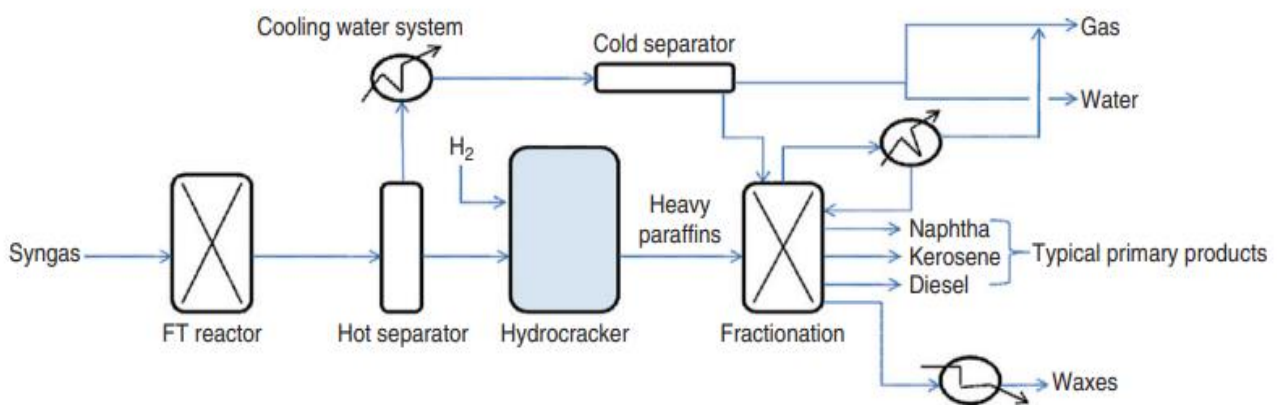 Cooling water system
Cold separator
Gas
Water
H₂
Heavy
paraffins
Syngas
Naphtha
Kerosene
Diesel
Typical primary products
FT reactor
Hot separator
Hydrocracker
Fractionation
Waxes